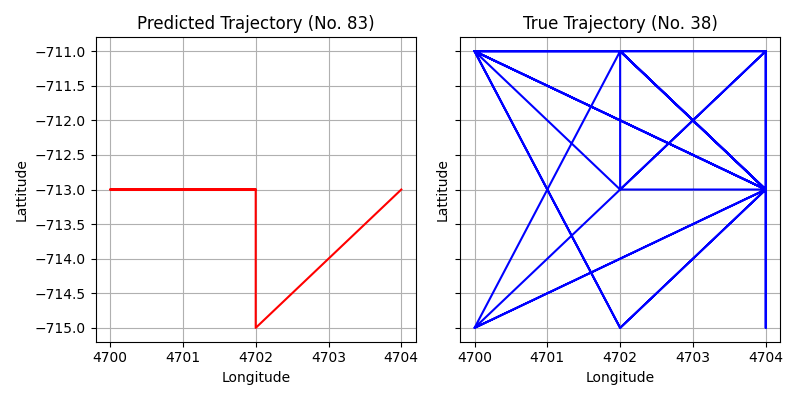 Predicted Trajectory (No. 83)
True Trajectory (No. 38)
−711.0
−711.5
−712.0
−712.5
−713.0
−713.5
−714.0
−714.5
−715.0
Lattitude
Lattitude
4700 4701 4702 4703 4704
4700 4701 4702 4703 4704
Longitude
Longitude